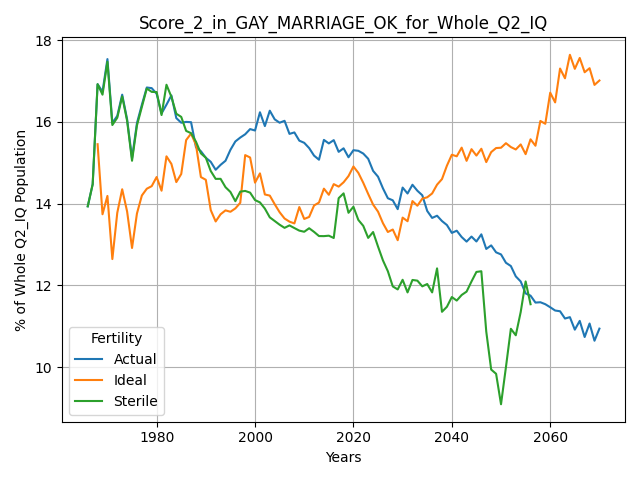 Score_2_in_GAY_MARRIAGE_OK_for_Whole_Q2_IQ
% of Whole Q2_IQ Population
18
16
14
12
10
Fertility
Actual
Ideal
Sterile
1980
2000
2020
2040
2060
Years